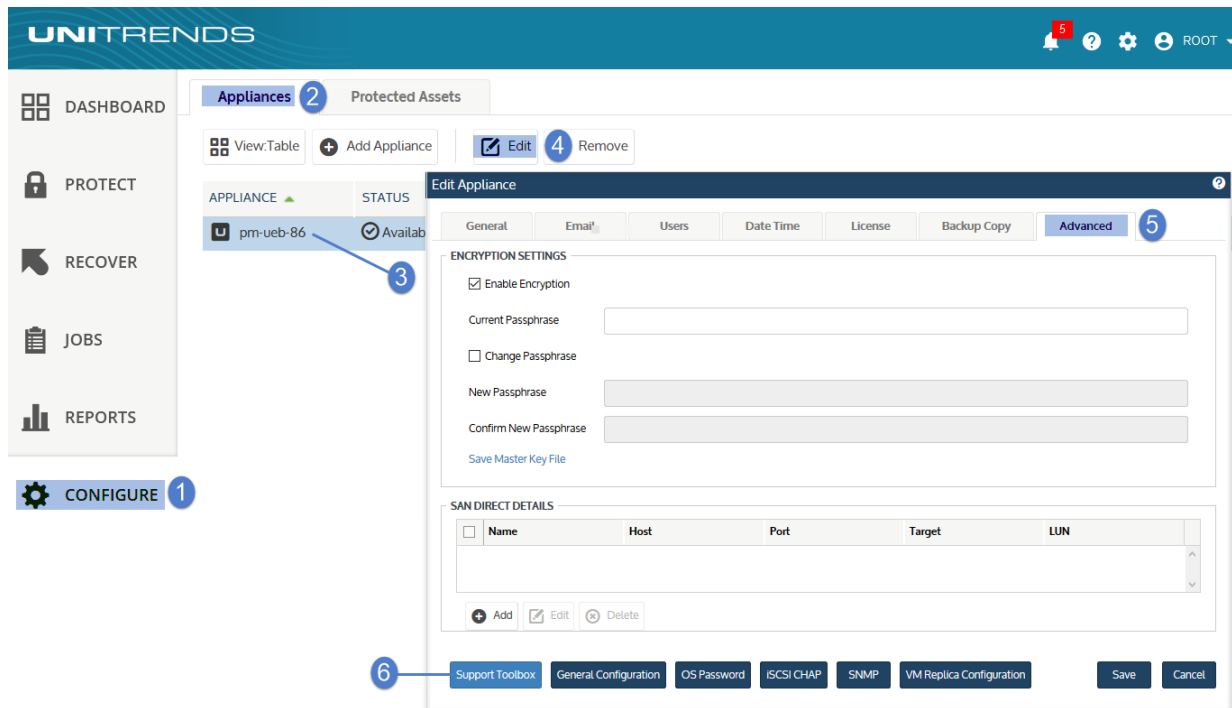 UNITRENDS
5
ROOT
DASHBOARD
PROTECT
RECOVER
JOBS
REPORTS
CONFIGURE 1
Appliances 2 Protected Assets
View:Table Add Appliance Edit 4 Remove
APPLIANCE STATUS
pm-ueb-86 Availab
3
Edit Appliance
General Email Users Date Time License Backup Copy Advanced 5
ENCRYPTION SETTINGS
Enable Encryption
Current Passphrase
Change Passphrase
New Passphrase
Confirm New Passphrase
Save Master Key File
SAN DIRECT DETAILS
Name Host Port Target LUN
Add Edit Delete
6 Support Toolbox General Configuration OS Password iSCSI CHAP SNMP VM Replica Configuration Save Cancel